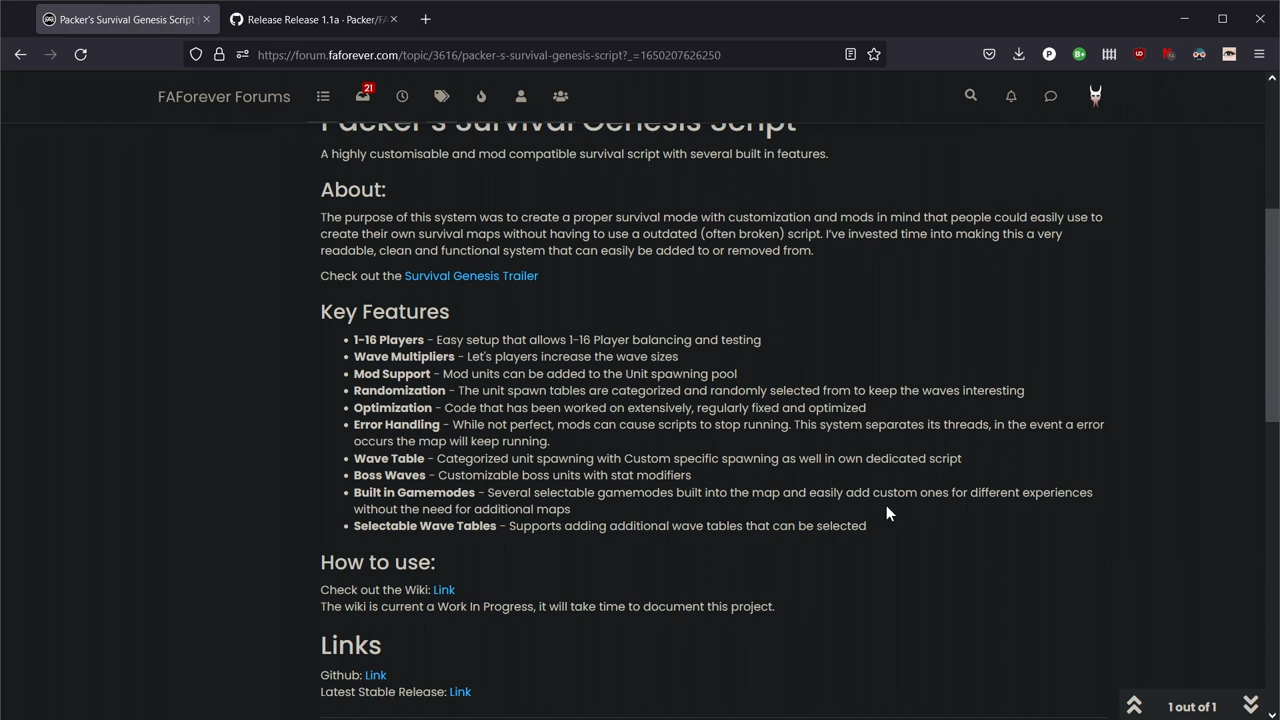 Packer's Survival Genesis Script
Release Release 1.1a · Packer/FA
https://forum.faforever.com/topic/3616/packer-s-survival-genesis-script?_=1650207626250
FAForever Forums
21
Packer's Survival Genesis Script
A highly customisable and mod compatible survival script with several built in features.
About:
The purpose of this system was to create a proper survival mode with customization and mods in mind that people could easily use to
create their own survival maps without having to use a outdated (often broken) script. I've invested time into making this a very
readable, clean and functional system that can easily be added to or removed from.
Check out the Survival Genesis Trailer
Key Features
• 1-16 Players - Easy setup that allows 1-16 Player balancing and testing
• Wave Multipliers - Let's players increase the wave sizes
• Mod Support - Mod units can be added to the Unit spawning pool
• Randomization - The unit spawn tables are categorized and randomly selected from to keep the waves interesting
• Optimization - Code that has been worked on extensively, regularly fixed and optimized
• Error Handling - While not perfect, mods can cause scripts to stop running. This system separates its threads, in the event a error
occurs the map will keep running.
• Wave Table - Categorized unit spawning with Custom specific spawning as well in own dedicated script
• Boss Waves - Customizable boss units with stat modifiers
• Built in Gamemodes - Several selectable gamemodes built into the map and easily add custom ones for different experiences
without the need for additional maps
• Selectable Wave Tables - Supports adding additional wave tables that can be selected
How to use:
Check out the Wiki: Link
The wiki is current a Work In Progress, it will take time to document this project.
Links
Github: Link
Latest Stable Release: Link
1 out of 1